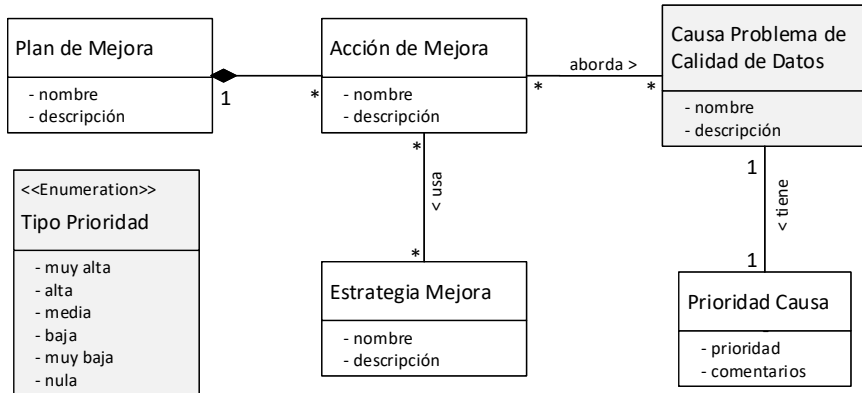 Plan de Mejora
- nombre
- descripción
1
*
Acción de Mejora
- nombre
- descripción
aborda >
*
*
Causa Problema de
Calidad de Datos
- nombre
- descripción
<<Enumeration>>
Tipo Prioridad
- muy alta
- alta
- media
- baja
- muy baja
- nula
*
< usa
*
Estrategia Mejora
- nombre
- descripción
1
< tiene
1
Prioridad Causa
- prioridad
- comentarios